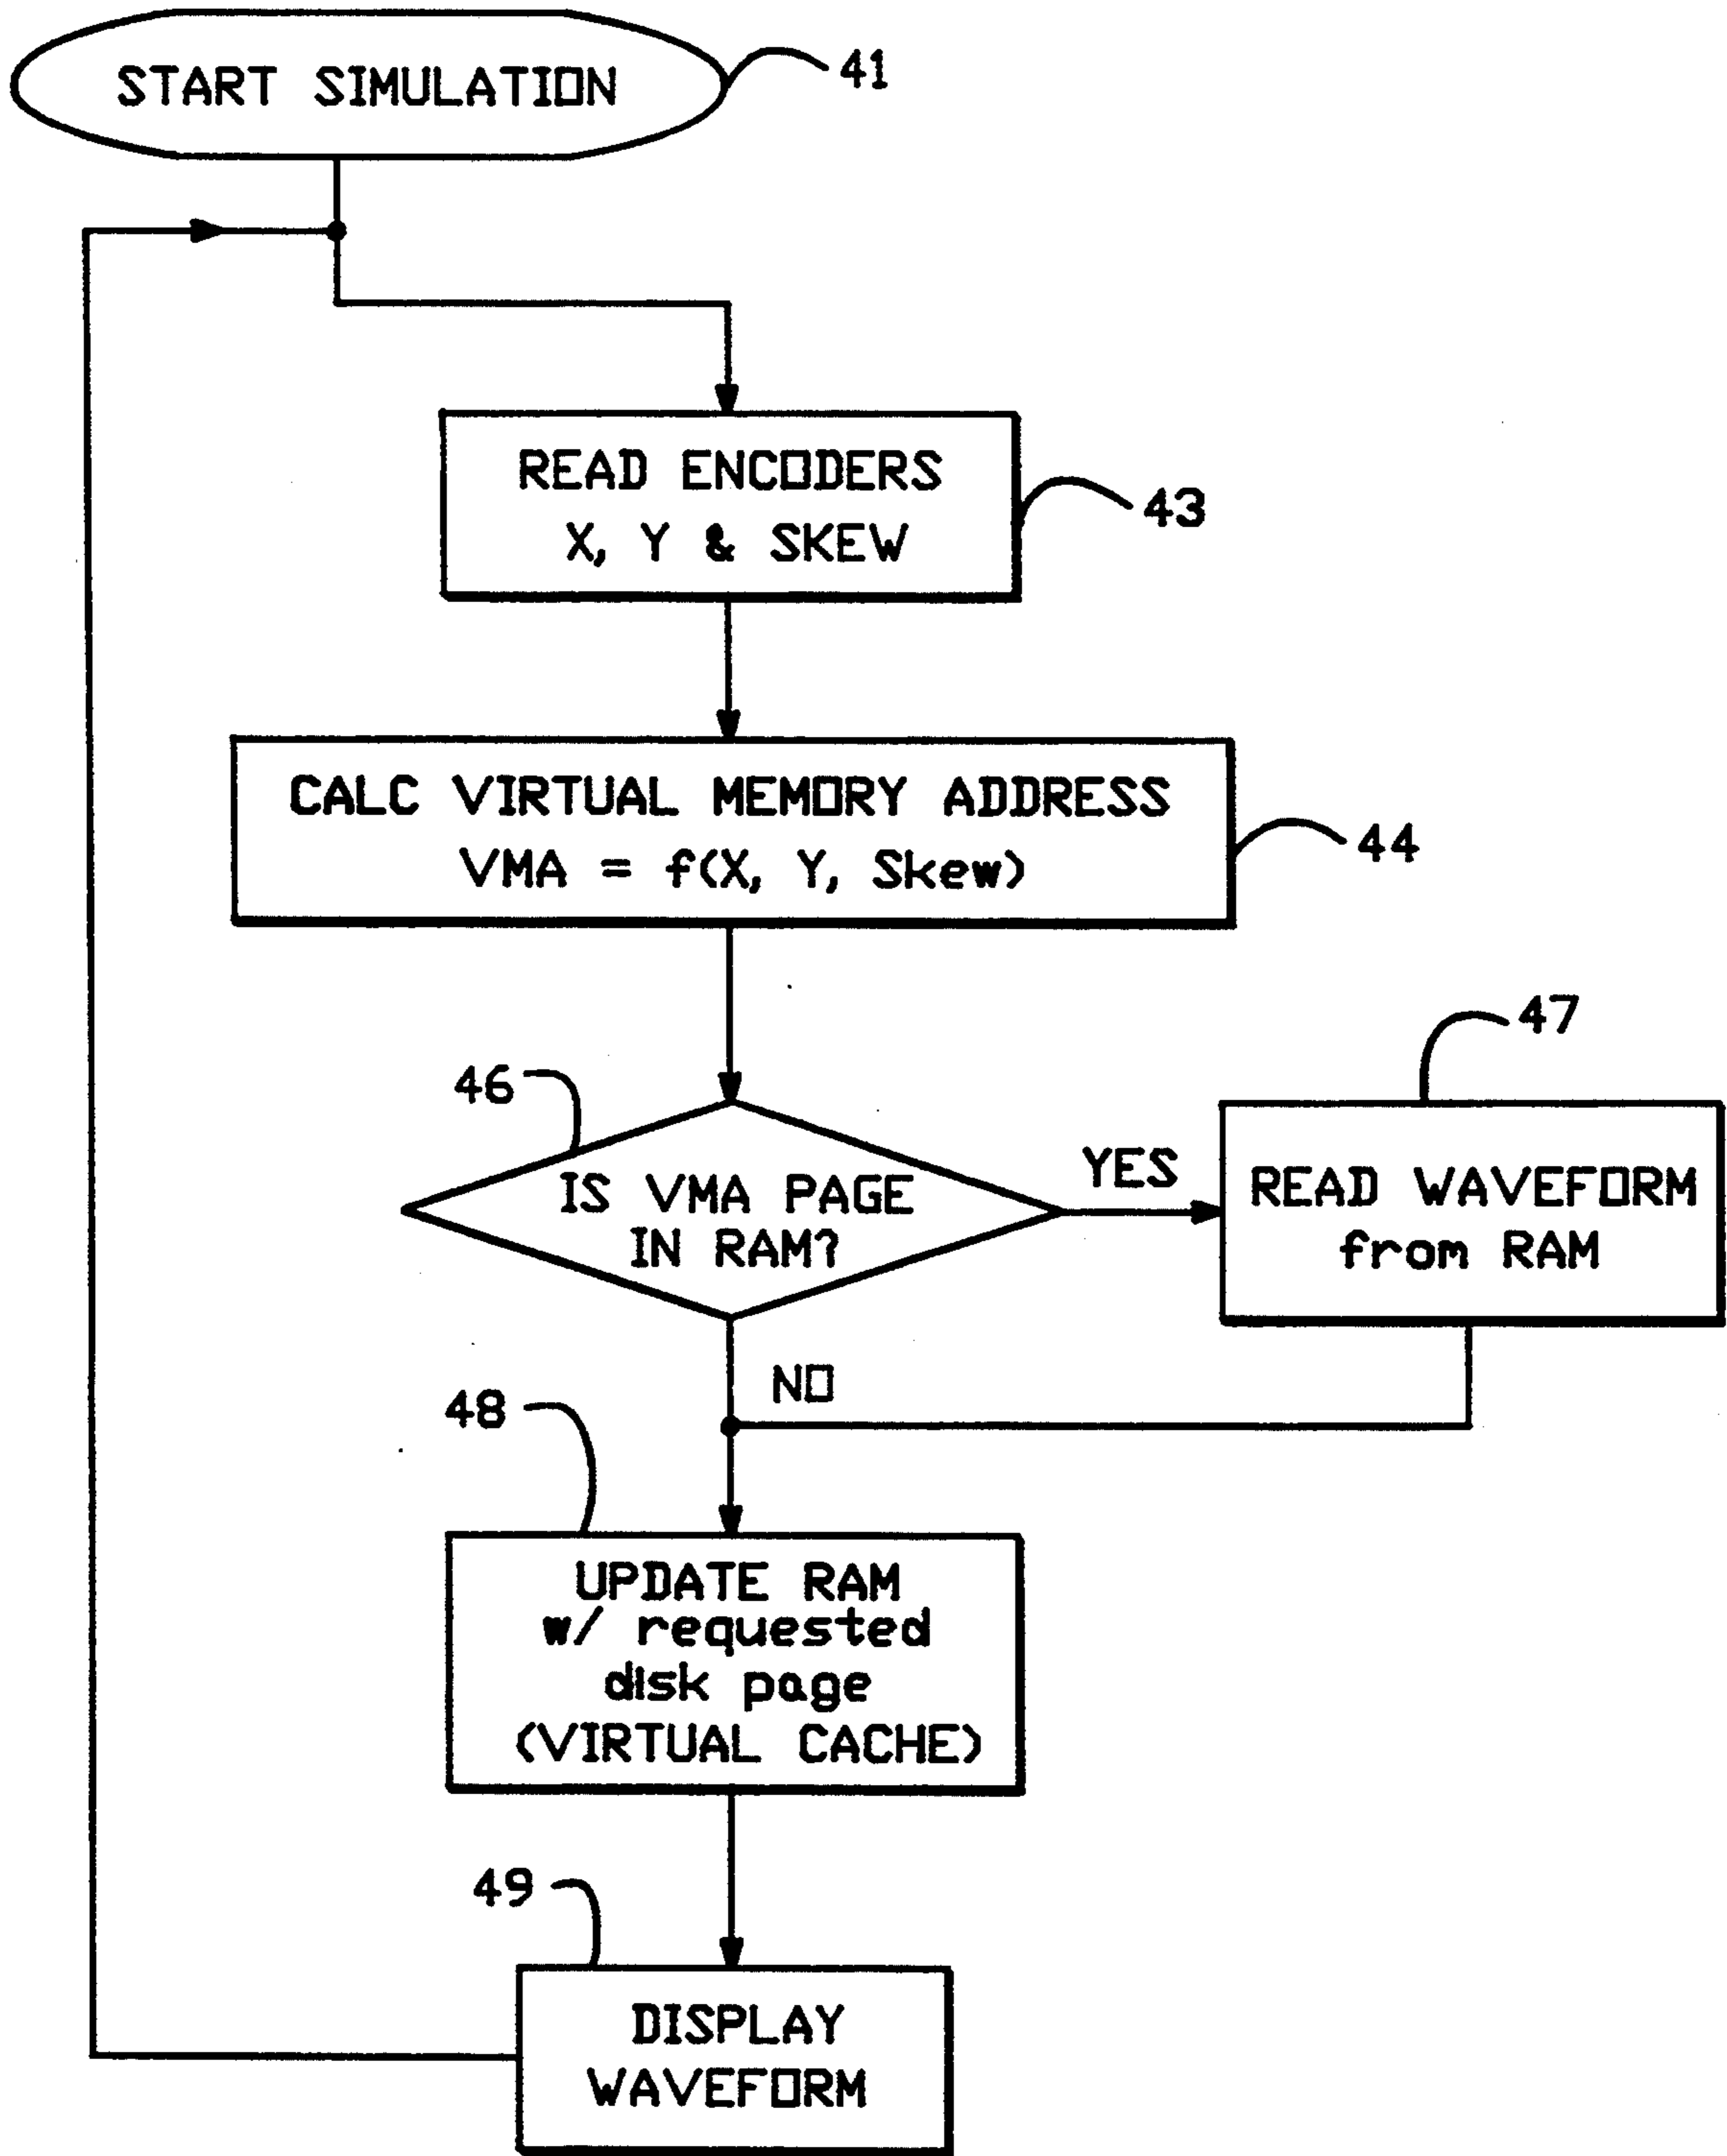 START SIMULATION
41
READ ENCODERS
X, Y & SKEW
43
CALC VIRTUAL MEMORY ADDRESS
VMA = f(X, Y, Skew)
44
46
IS VMA PAGE
IN RAM?
YES
47
READ WAVEFORM
from RAM
NO
48
UPDATE RAM
w/ requested
disk page
(VIRTUAL CACHE)
49
DISPLAY
WAVEFORM